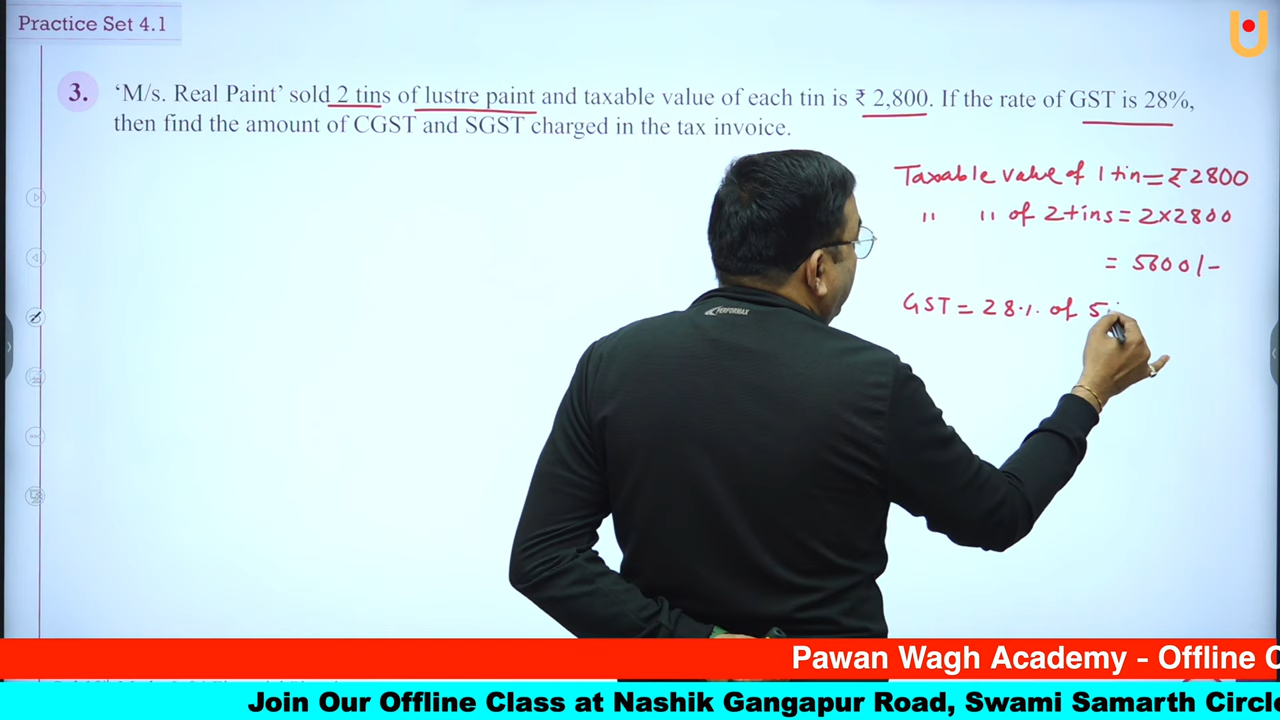 Practice Set 4.1
3. 'M/s. Real Paint' sold 2 tins of lustre paint and taxable value of each tin is ₹ 2,800. If the rate of GST is 28%,
then find the amount of CGST and SGST charged in the tax invoice.
Taxable value of 1 tin = ₹2800
" " of 2 tins = 2×2800
= 5600/-
GST = 28% of 5
PERFORMAX
Pawan Wagh Academy - Offline C
Join Our Offline Class at Nashik Gangapur Road, Swami Samarth Circle